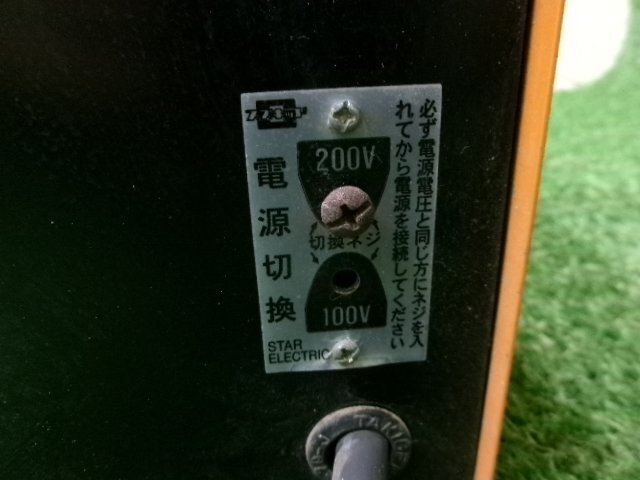 電源切換
200V
切換ネジ
100V
必ず電源電圧と同じ方にネジを入
れてから電源を接続してください
STAR
ELECTRIC